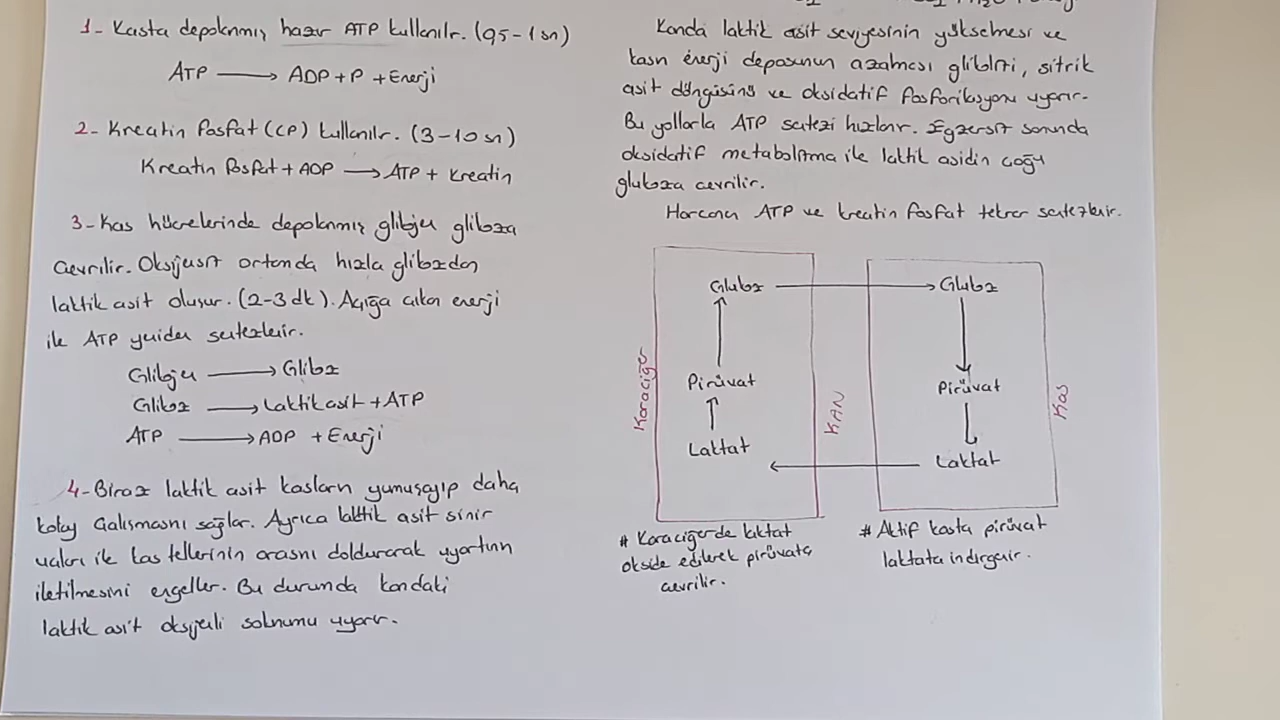 1- Kasta depolanmış hazır ATP kullanılır. (0,5-1 sn)
ATP → ADP + P + Enerji
2- Kreatin Fosfat (CP) kullanılır. (3-10 sn)
Kreatin fosfat + ADP → ATP + Kreatin
3- Kas hücrelerinde depolanmış glikojen glikoza
çevrilir. Oksijensiz ortamda hızla glikozdan
laktik asit oluşur. (2-3 dk). Açığa çıkan enerji
ile ATP yeniden sentezlenir.
Glikojen → Glikoz
Glikoz → Laktik asit + ATP
ATP → ADP + Enerji
4- Biraz laktik asit kasların yumuşayıp daha
kolay çalışmasını sağlar. Ayrıca laktik asit sinir
uçları ile kas tellerinin arasını doldurarak uyartının
iletilmesini engeller. Bu durumda kandaki
laktik asit oksijenli solunumu uyarır.
Kanda laktik asit seviyesinin yükselmesi ve
kasın enerji deposunun azalması glikoliti, sitrik
asit döngüsünü ve oksidatif fosforilasyonu uyarır.
Bu yollarla ATP sentezi hızlanır. Egzersiz sonunda
oksidatif metabolizma ile laktik asidin çoğu
glukoza çevrilir.
Harcanan ATP ve kreatin fosfat tekrar sentezlenir.
Karaciğer
Glukoz → Glukoz
Pirüvat
Pirüvat
KAN
Kas
Laktat
Laktat
# Karaciğerde laktat
okside edilerek pirüvata
çevrilir.
# Aktif kasta pirüvat
laktata indirgenir.